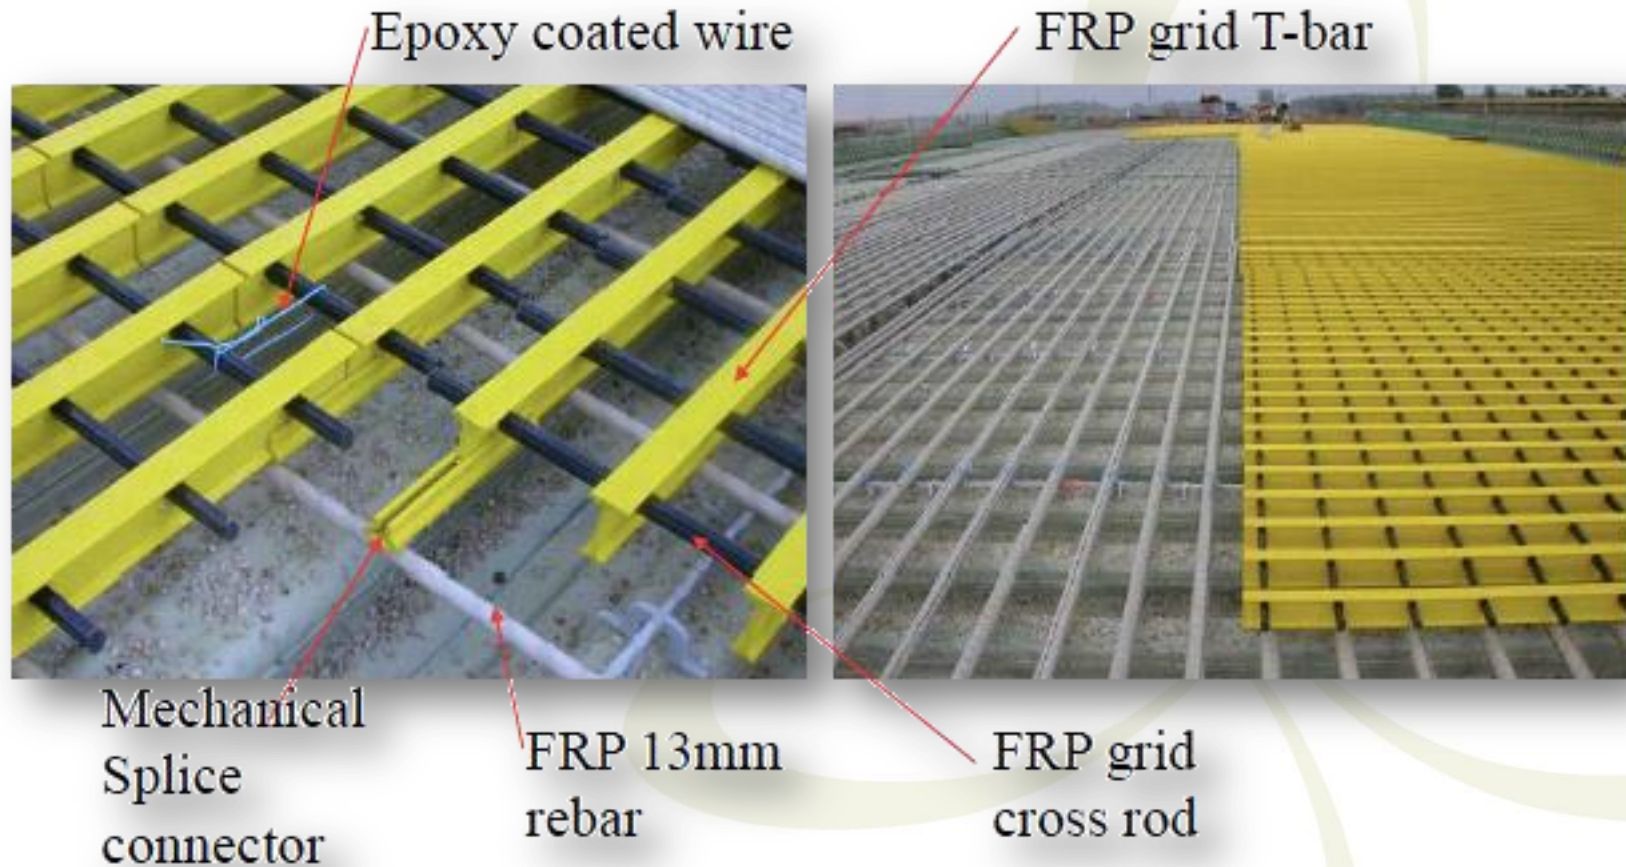 Epoxy coated wire
FRP grid T-bar
Mechanical
Splice
connector
FRP 13mm
rebar
FRP grid
cross rod